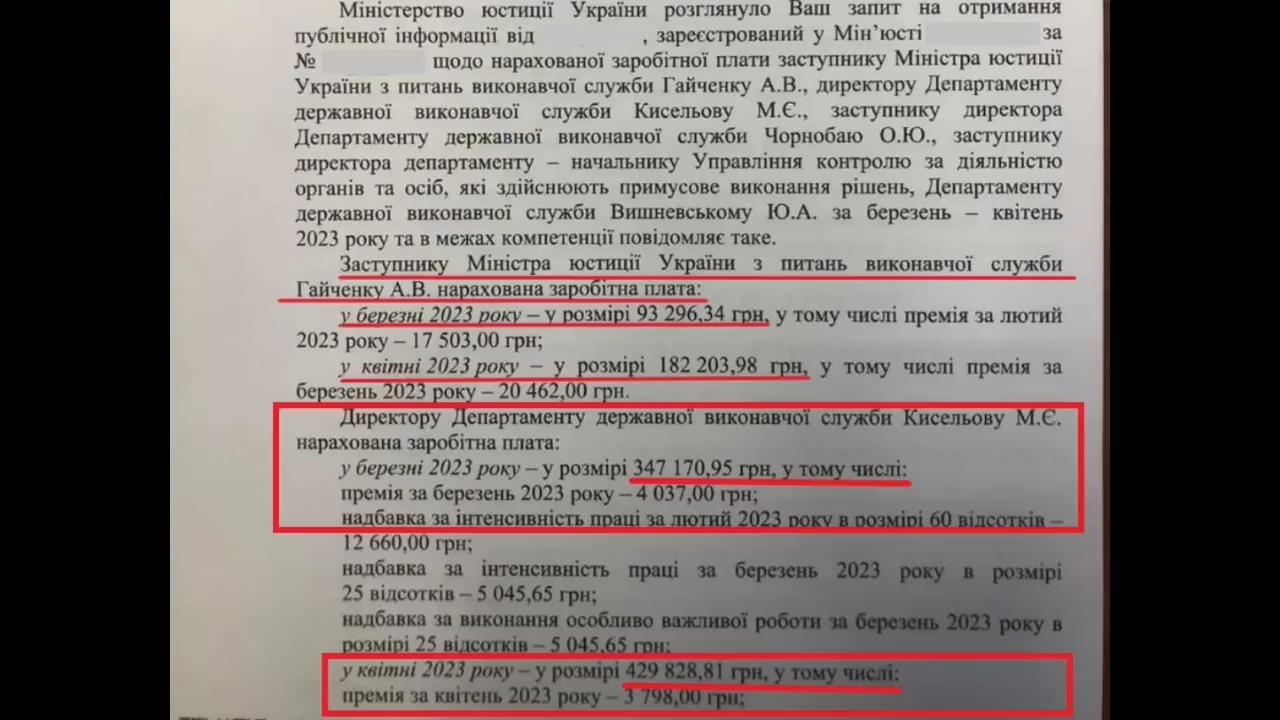 Міністерство юстиції України розглянуло Ваш запит на отримання
публічної інформації від , зареєстрований у Мін’юсті за
№ щодо нарахованої заробітної плати заступнику Міністра юстиції
України з питань виконавчої служби Гайченку А.В., директору Департаменту
державної виконавчої служби Кисельову М.Є., заступнику директора
Департаменту державної виконавчої служби Чорнобаю О.Ю., заступнику
директора департаменту – начальнику Управління контролю за діяльністю
органів та осіб, які здійснюють примусове виконання рішень, Департаменту
державної виконавчої служби Вишневському Ю.А. за березень – квітень
2023 року та в межах компетенції повідомляє таке.
Заступнику Міністра юстиції України з питань виконавчої служби
Гайченку А.В. нарахована заробітна плата:
у березні 2023 року – у розмірі 93 296,34 грн, у тому числі премія за лютий
2023 року – 17 503,00 грн;
у квітні 2023 року – у розмірі 182 203,98 грн, у тому числі премія за
березень 2023 року – 20 462,00 грн.
Директору Департаменту державної виконавчої служби Кисельову М.Є.
нарахована заробітна плата:
у березні 2023 року – у розмірі 347 170,95 грн, у тому числі:
премія за березень 2023 року – 4 037,00 грн;
надбавка за інтенсивність праці за лютий 2023 року в розмірі 60 відсотків –
12 660,00 грн;
надбавка за інтенсивність праці за березень 2023 року в розмірі
25 відсотків – 5 045,65 грн;
надбавка за виконання особливо важливої роботи за березень 2023 року в
розмірі 25 відсотків – 5 045,65 грн;
у квітні 2023 року – у розмірі 429 828,81 грн, у тому числі:
премія за квітень 2023 року – 3 798,00 грн;